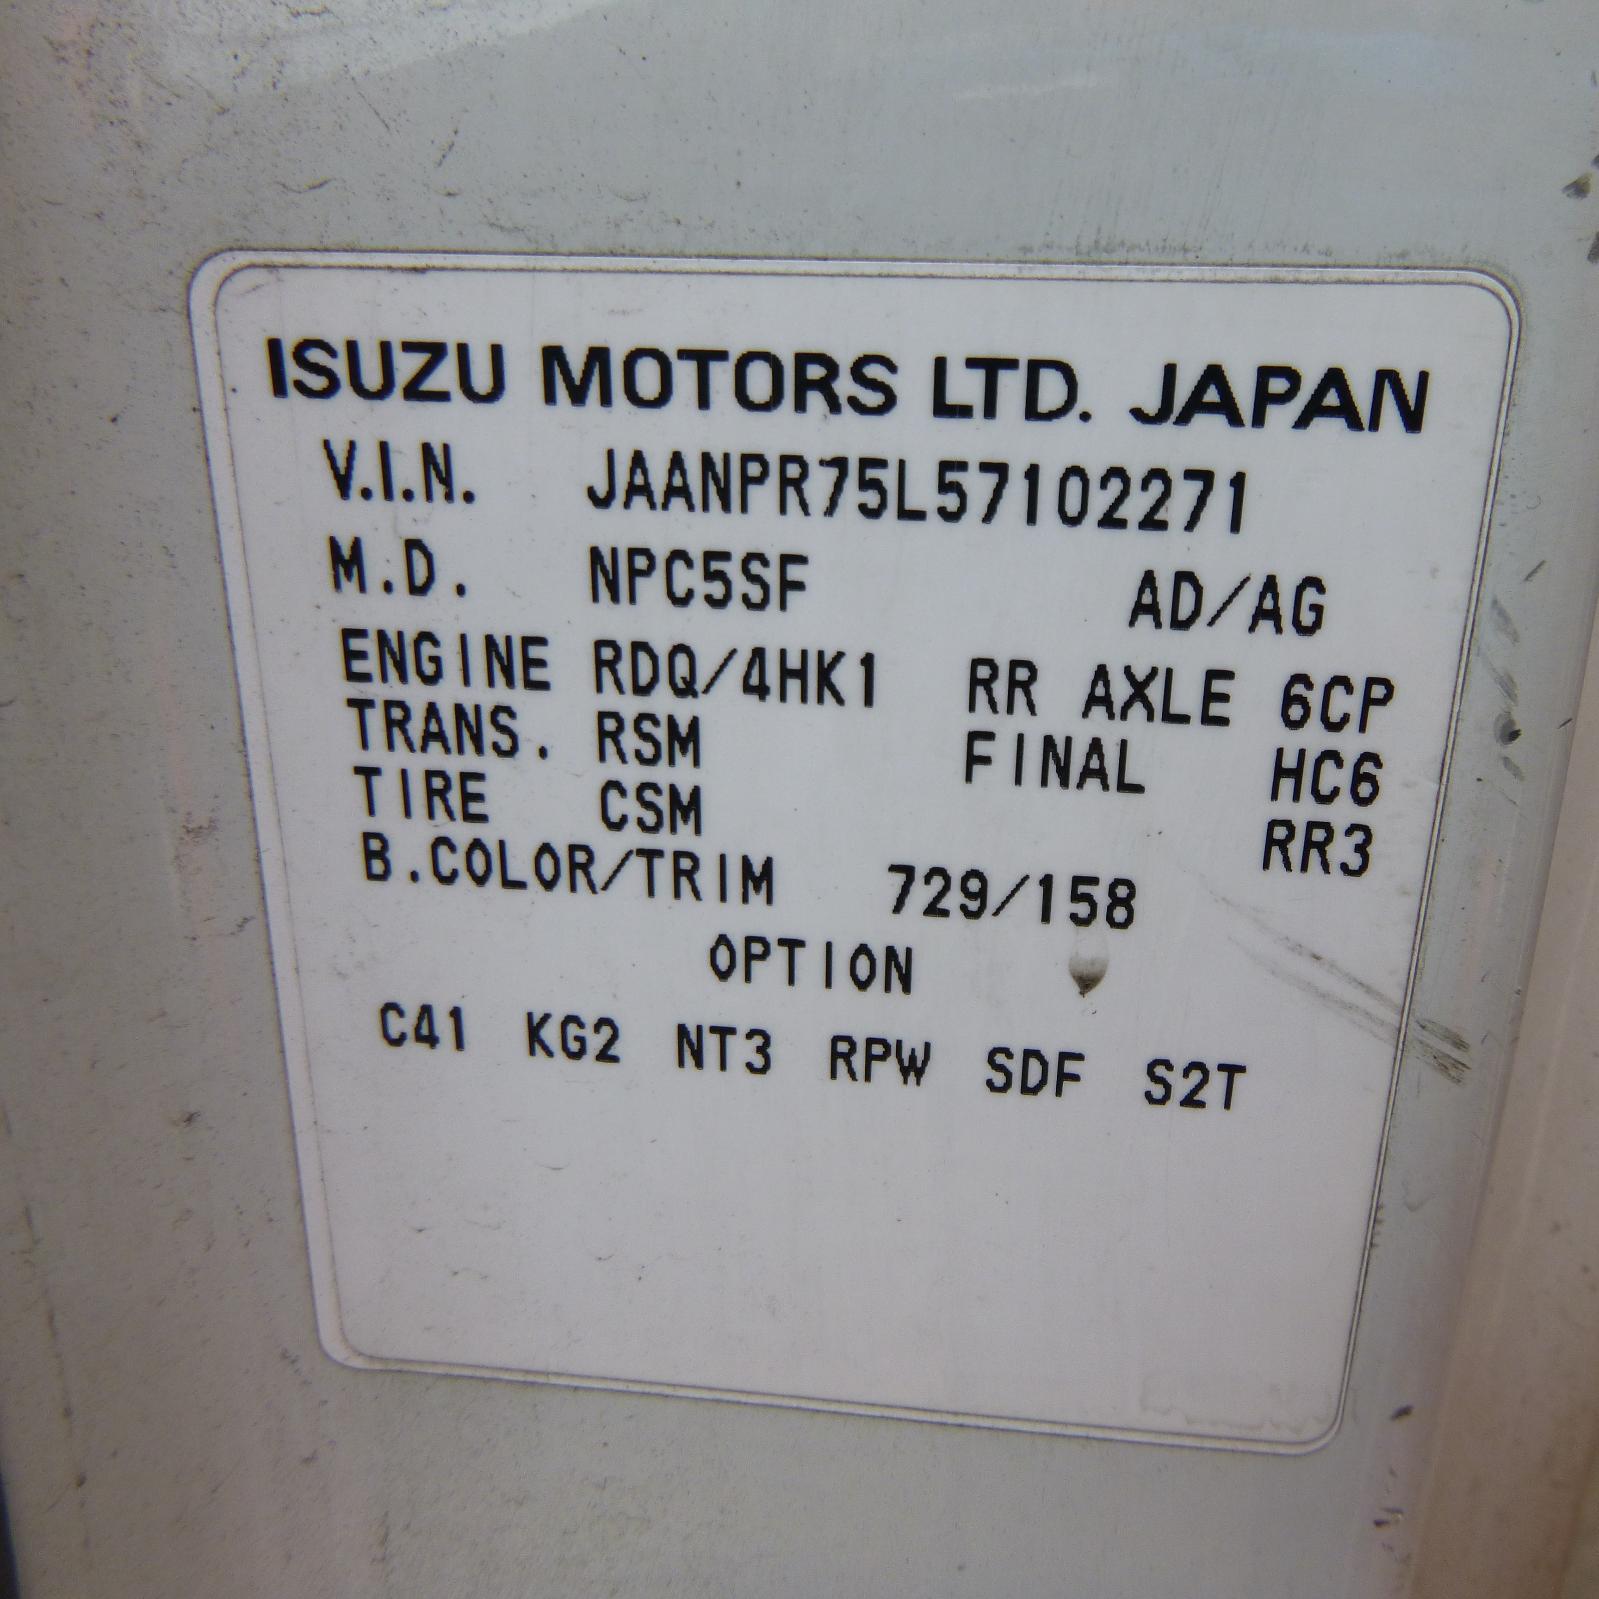 ISUZU MOTORS LTD. JAPAN
V.I.N. JAANPR75L57102271
M.D. NPC5SF AD/AG
ENGINE RDQ/4HK1 RR AXLE 6CP
TRANS. RSM FINAL HC6
TIRE CSM RR3
B.COLOR/TRIM 729/158
OPTION
C41 KG2 NT3 RPW SDF S2T